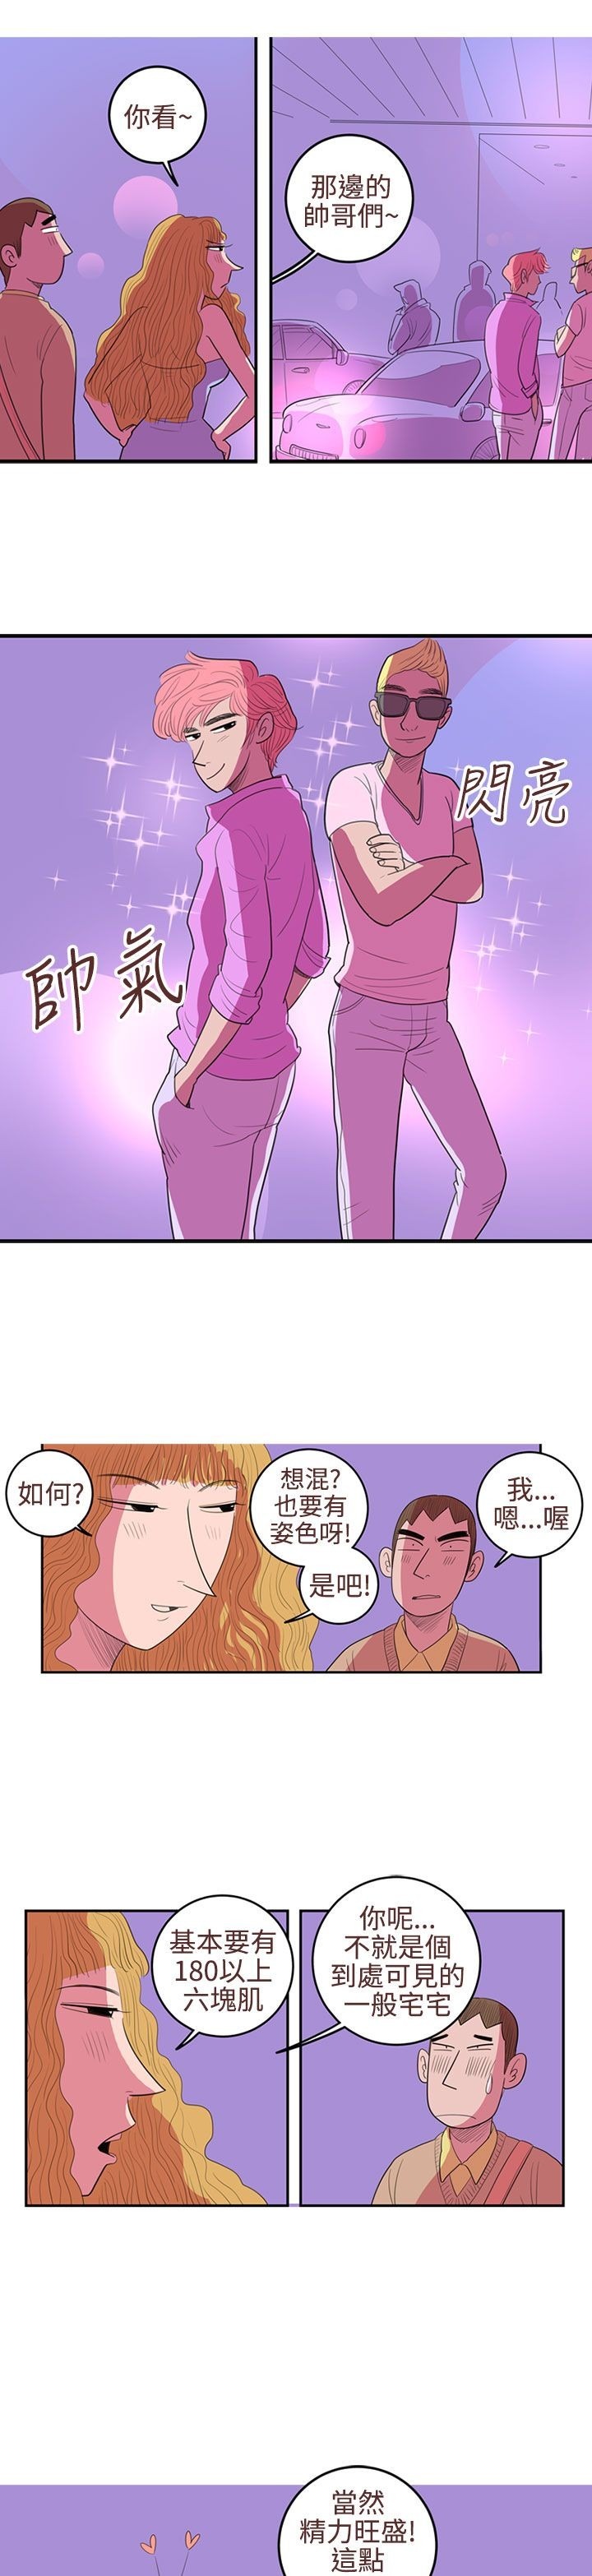 你看~
那邊的
帥哥們~
閃亮
帥氣
如何?
想混?
也要有
姿色呀!
是吧!
我...
嗯...喔
基本要有
180以上
六塊肌
你呢...
不就是個
到處可見的
一般宅宅
當然
精力旺盛!
這點